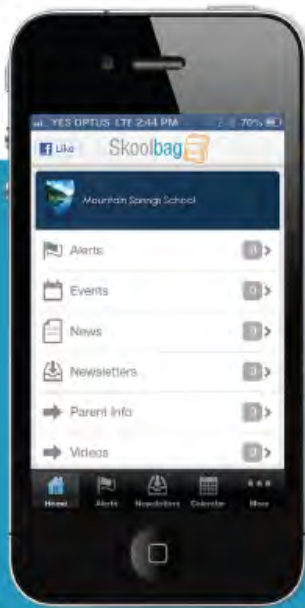 YES OPTUS LTE 2:44 PM 70%
Like Skoolbag
Mountain Springs School
Alerts 0
Events 0
News 0
Newsletters 0
Parent Info 0
Videos 0
Home Alerts Newsletters Calendar More